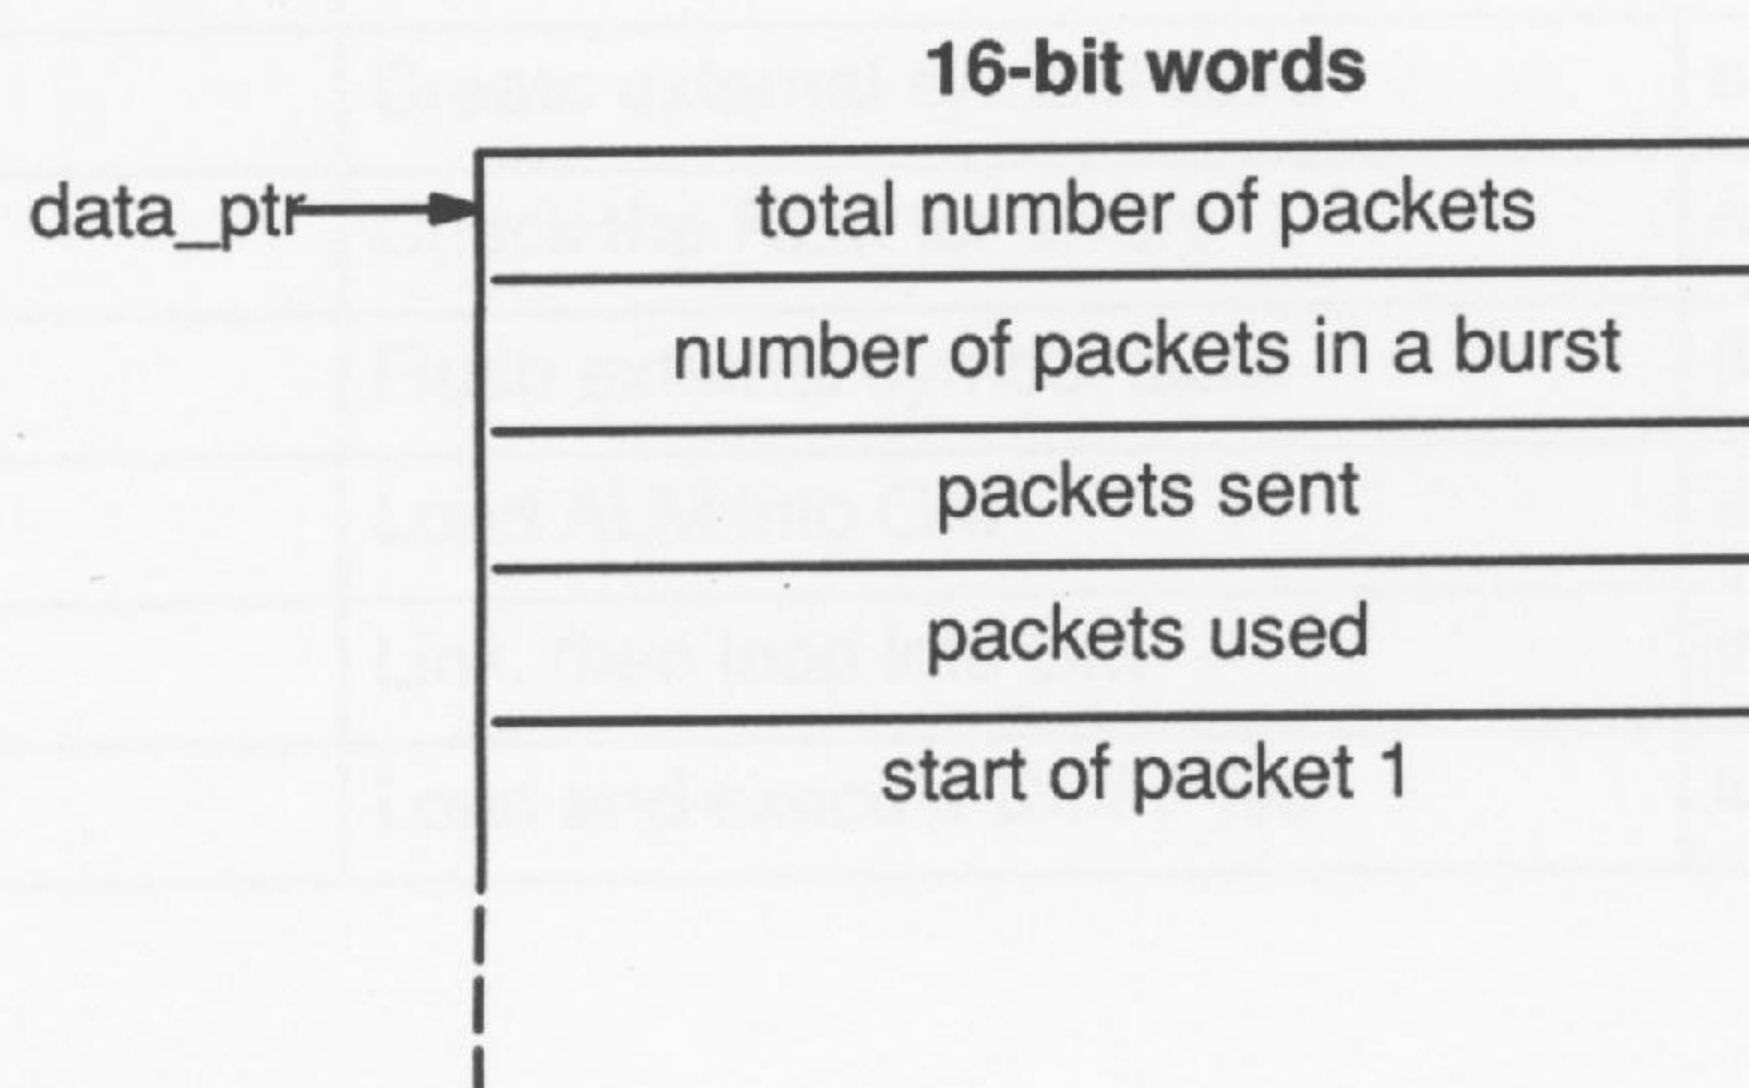 16-bit words
data_ptr
total number of packets
number of packets in a burst
packets sent
packets used
start of packet 1